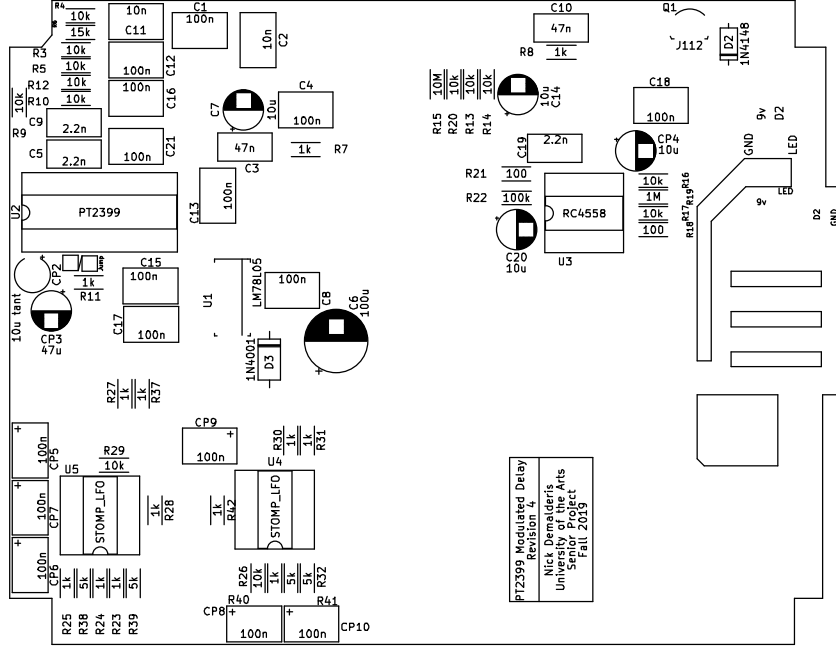 R4
10k
R6
15k
R3
10k
R5
10k
R12
10k
R10
10k
10k
R9
C9
2.2n
C5
2.2n
10n
C11
100n
C12
100n
C16
100n
C21
C1
100n
10n
C2
C7
10u
C4
100n
47n
C3
1k
R7
C13
100n
U2
PT2399
CP2
Jump
1k
R11
10u tant
CP3
47u
C15
100n
C17
100n
U1
LM78L05
100n
C8
C6
100u
1N4001
D3
R27
1k
1k
R37
CP9
100n
R30
1k
1k
R31
100n
CP5
100n
CP7
100n
CP6
R29
10k
U5
STOMP_LFO
1k
R28
1k
R42
U4
STOMP_LFO
1k
5k
1k
1k
5k
R25
R38
R24
R23
R39
R26
10k
1k
5k
5k
R32
R40
R41
CP8
100n
100n
CP10
C10
47n
R8
1k
Q1
J112
D2
1N4148
10M
10k
10k
10k
R15
R20
R13
R14
10u
C14
C18
100n
C19
2.2n
CP4
10u
R21
100
R22
100k
C20
10u
RC4558
U3
10k
R16
1M
R19
10k
R17
100
R18
9v
D2
GND
LED
LED
9v
D2
GND
PT2399 Modulated Delay
Revision 4
Nick Demalderis
University of the Arts
Senior Project
Fall 2019